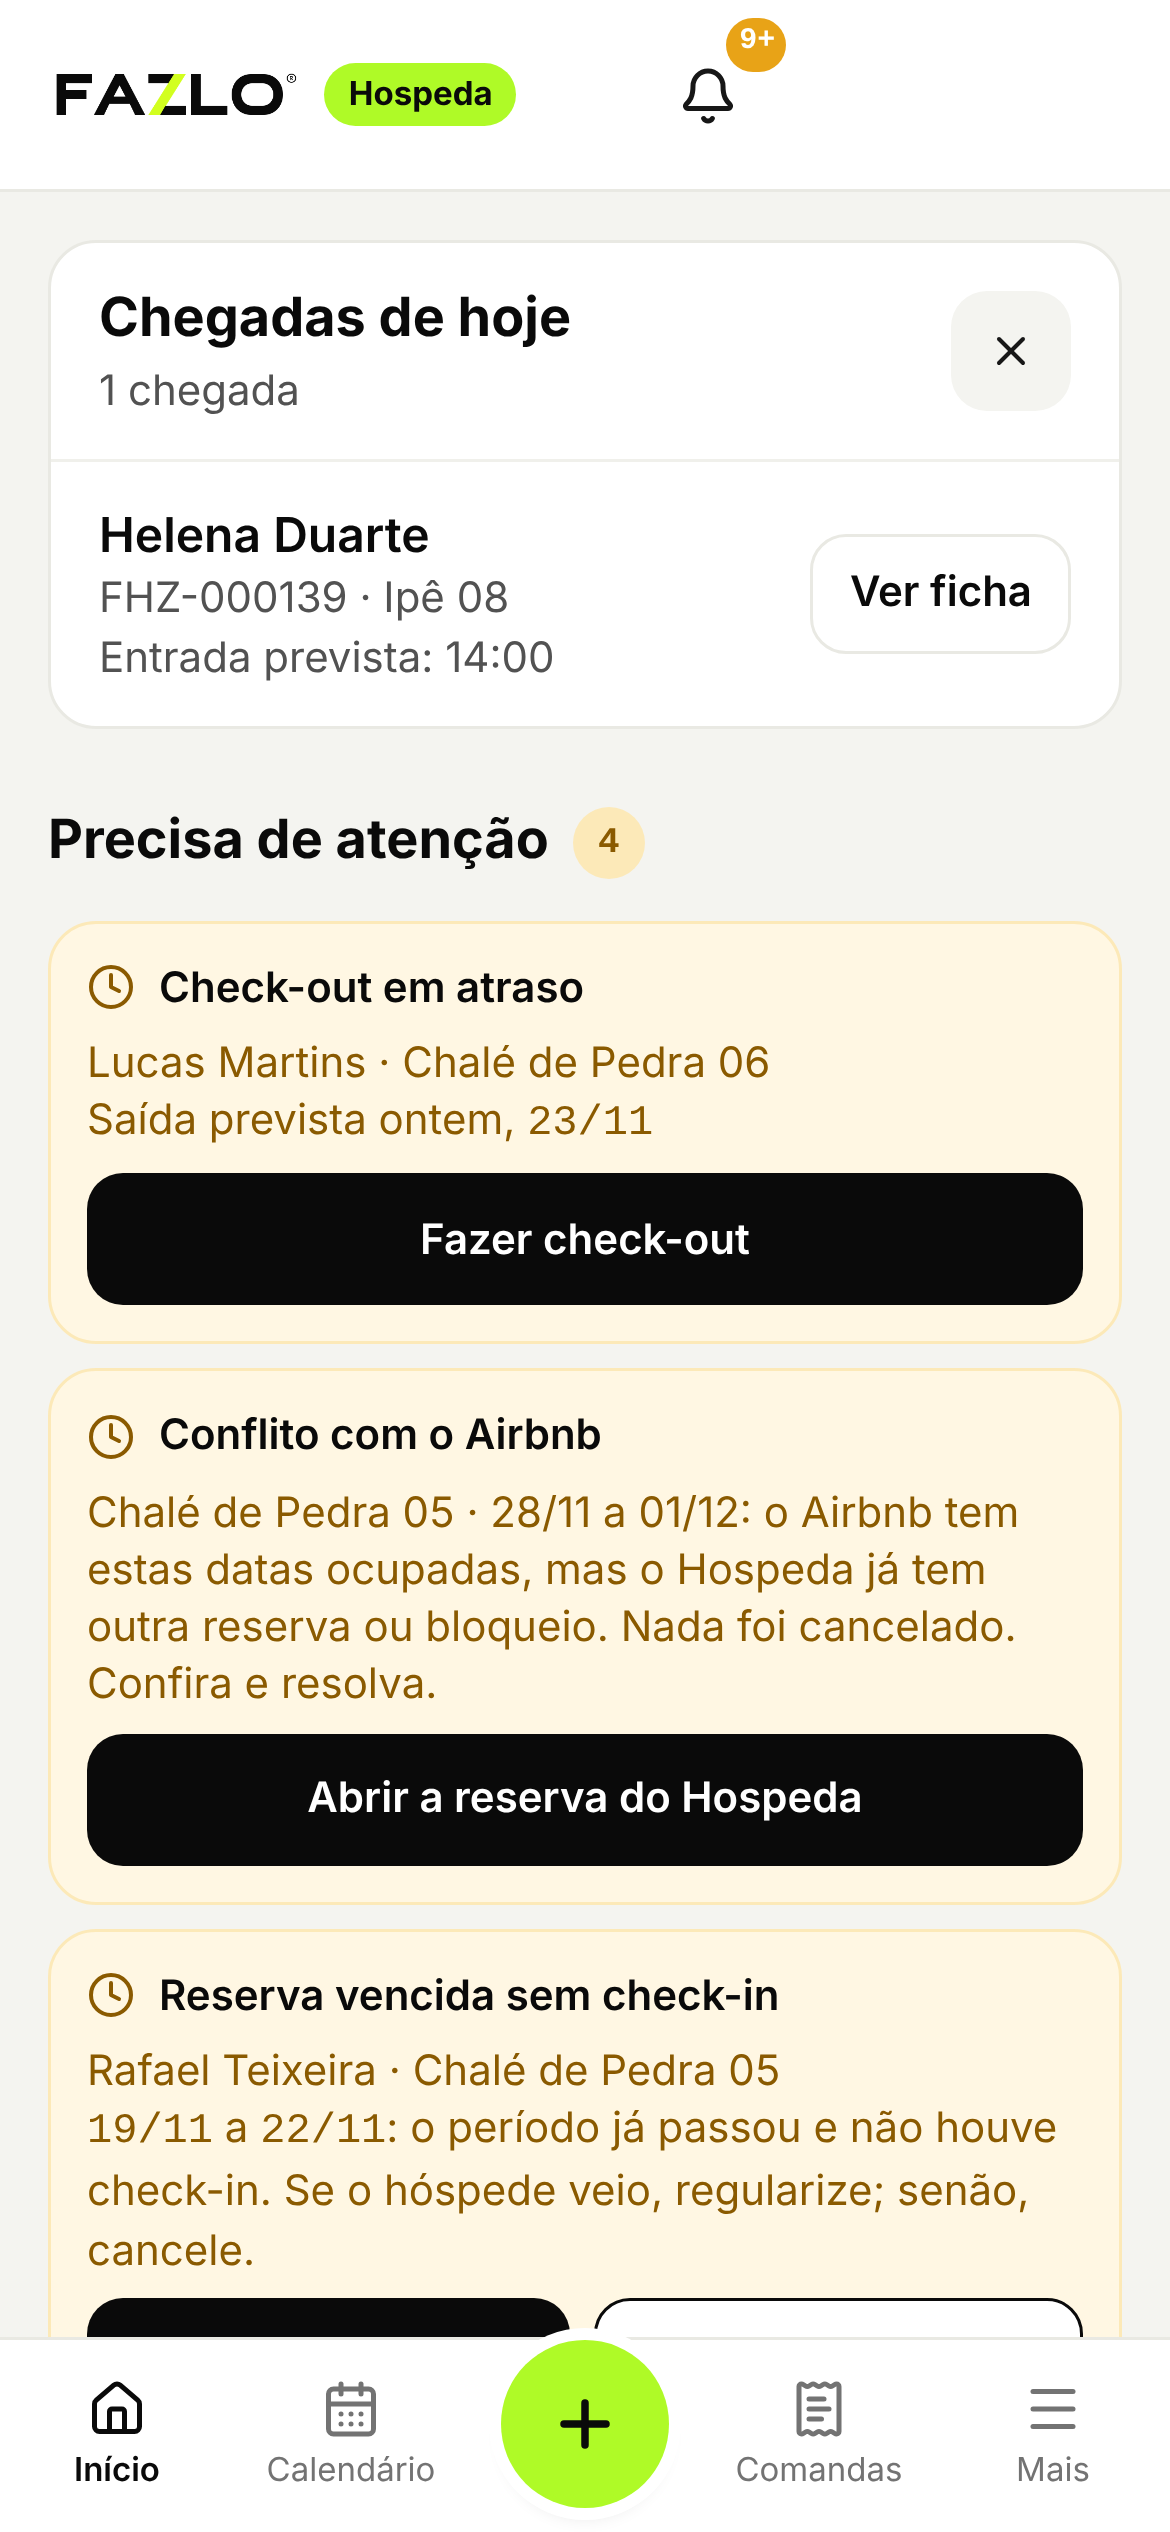 FAZLO®
Hospeda
9+
Chegadas de hoje
1 chegada
Helena Duarte
FHZ-000139 · Ipê 08
Entrada prevista: 14:00
Ver ficha
Precisa de atenção
4
Check-out em atraso
Lucas Martins · Chalé de Pedra 06
Saída prevista ontem, 23/11
Fazer check-out
Conflito com o Airbnb
Chalé de Pedra 05 · 28/11 a 01/12: o Airbnb tem
estas datas ocupadas, mas o Hospeda já tem
outra reserva ou bloqueio. Nada foi cancelado.
Confira e resolva.
Abrir a reserva do Hospeda
Reserva vencida sem check-in
Rafael Teixeira · Chalé de Pedra 05
19/11 a 22/11: o período já passou e não houve
check-in. Se o hóspede veio, regularize; senão,
cancele.
Início
Calendário
Comandas
Mais